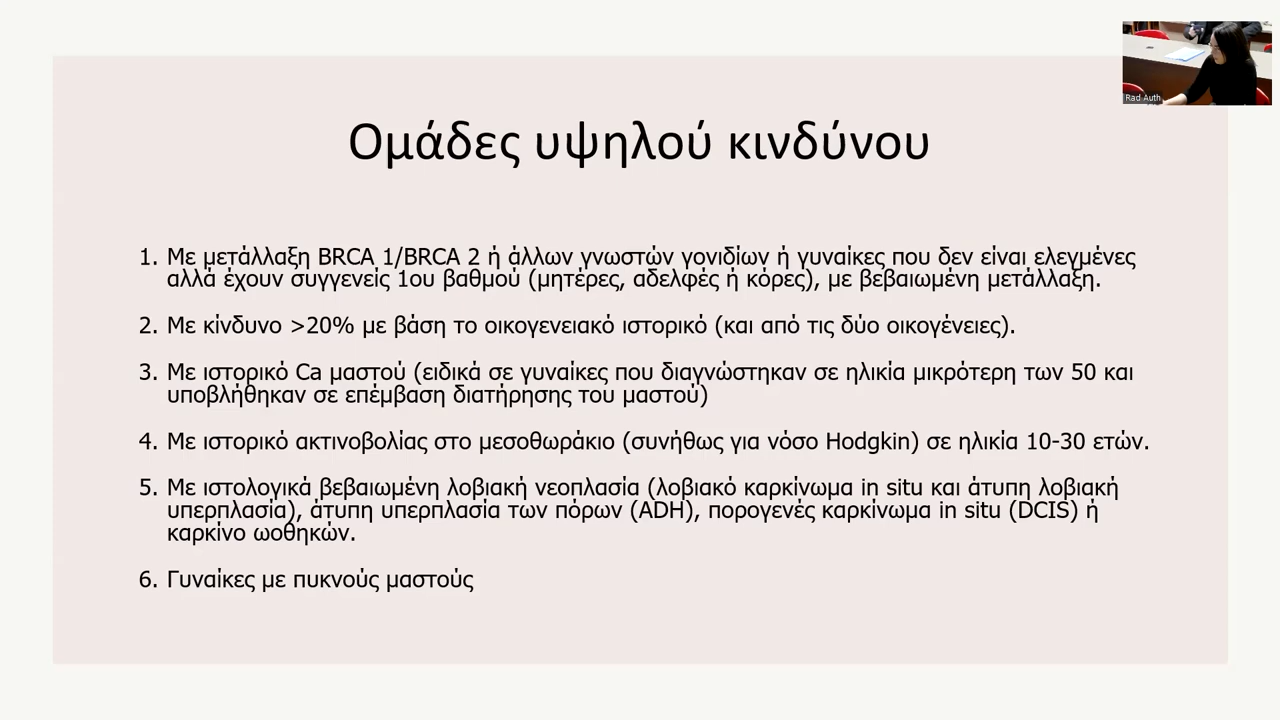 Rad Auth
Ομάδες υψηλού κινδύνου
1. Με μετάλλαξη BRCA 1/BRCA 2 ή άλλων γνωστών γονιδίων ή γυναίκες που δεν είναι ελεγμένες
αλλά έχουν συγγενείς 1ου βαθμού (μητέρες, αδελφές ή κόρες), με βεβαιωμένη μετάλλαξη.
2. Με κίνδυνο >20% με βάση το οικογενειακό ιστορικό (και από τις δύο οικογένειες).
3. Με ιστορικό Ca μαστού (ειδικά σε γυναίκες που διαγνώστηκαν σε ηλικία μικρότερη των 50 και
υποβλήθηκαν σε επέμβαση διατήρησης του μαστού)
4. Με ιστορικό ακτινοβολίας στο μεσοθωράκιο (συνήθως για νόσο Hodgkin) σε ηλικία 10-30 ετών.
5. Με ιστολογικά βεβαιωμένη λοβιακή νεοπλασία (λοβιακό καρκίνωμα in situ και άτυπη λοβιακή
υπερπλασία), άτυπη υπερπλασία των πόρων (ADH), πορογενές καρκίνωμα in situ (DCIS) ή
καρκίνο ωοθηκών.
6. Γυναίκες με πυκνούς μαστούς